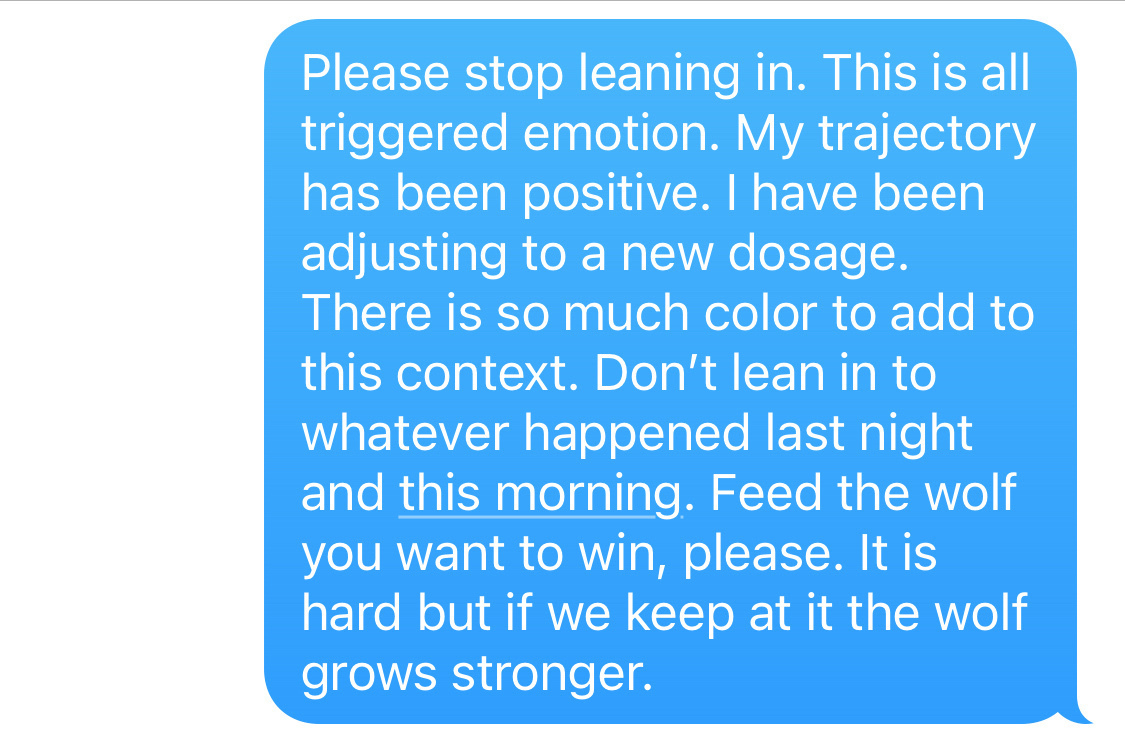 Please stop leaning in. This is all
triggered emotion. My trajectory
has been positive. I have been
adjusting to a new dosage.
There is so much color to add to
this context. Don’t lean in to
whatever happened last night
and this morning. Feed the wolf
you want to win, please. It is
hard but if we keep at it the wolf
grows stronger.